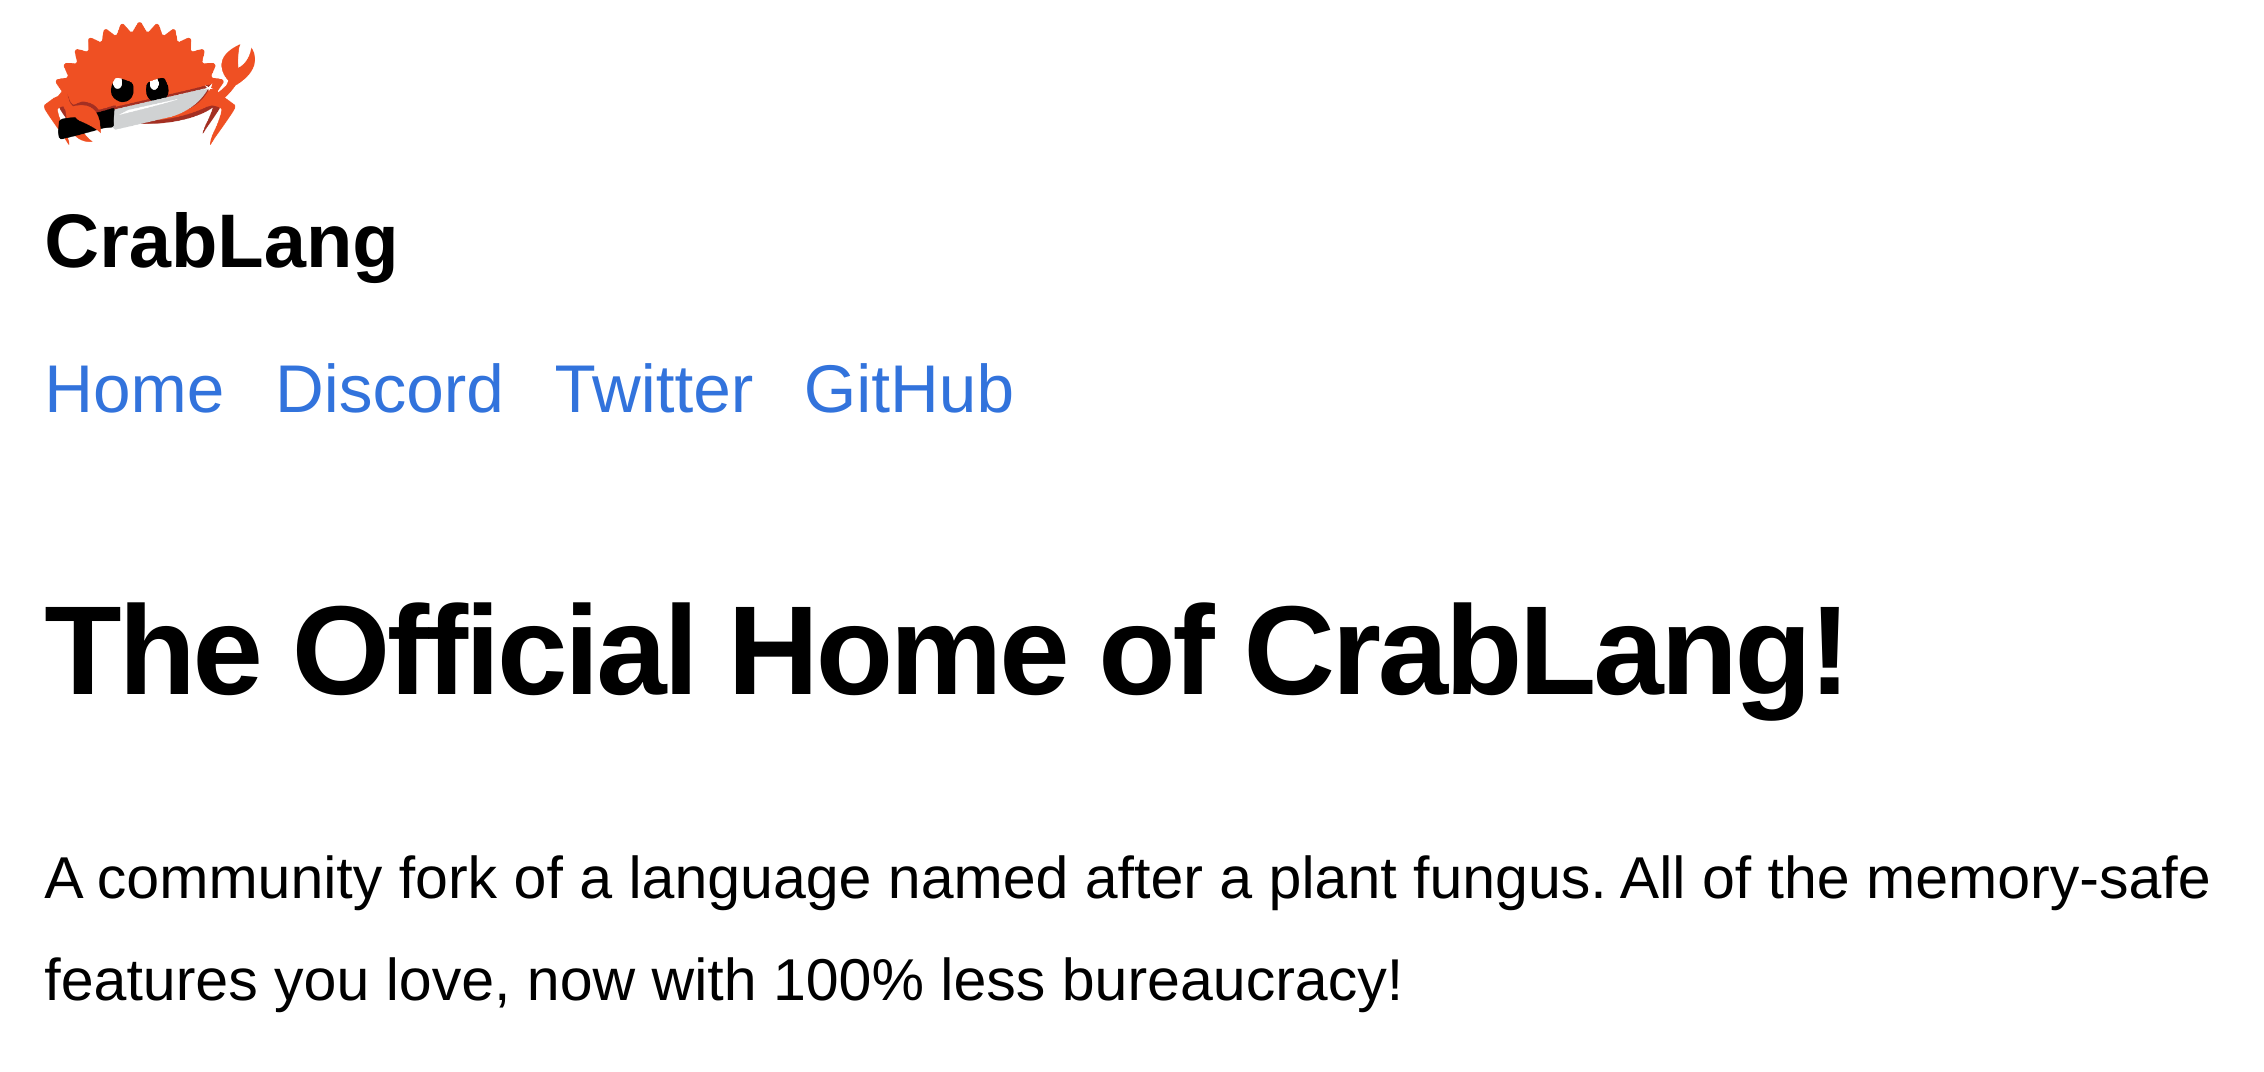 CrabLang
Home Discord Twitter GitHub
The Official Home of CrabLang!
A community fork of a language named after a plant fungus. All of the memory-safe
features you love, now with 100% less bureaucracy!